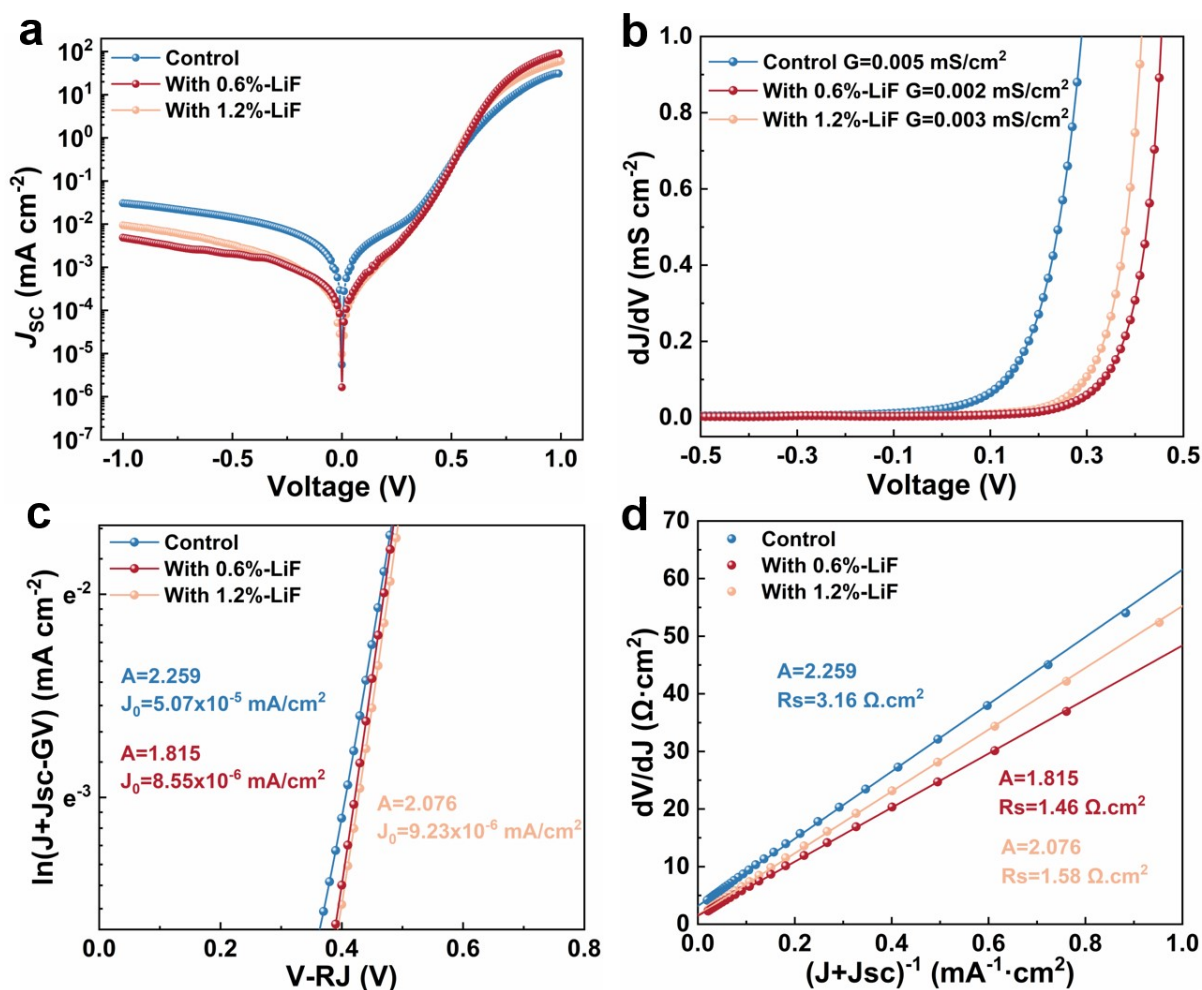 a
Control
With 0.6%-LiF
With 1.2%-LiF
10²
10¹
10⁰
10⁻¹
10⁻²
10⁻³
10⁻⁴
10⁻⁵
10⁻⁶
10⁻⁷
J_SC (mA cm⁻²)
-1.0 -0.5 0.0 0.5 1.0
Voltage (V)
b
Control G=0.005 mS/cm²
With 0.6%-LiF G=0.002 mS/cm²
With 1.2%-LiF G=0.003 mS/cm²
1.0
0.8
0.6
0.4
0.2
0.0
dJ/dV (mS cm⁻²)
-0.5 -0.3 -0.1 0.1 0.3 0.5
Voltage (V)
c
Control
With 0.6%-LiF
With 1.2%-LiF
e⁻²
e⁻³
ln(J+Jsc-GV) (mA cm⁻²)
A=2.259
J₀=5.07x10⁻⁵ mA/cm²
A=1.815
J₀=8.55x10⁻⁶ mA/cm²
A=2.076
J₀=9.23x10⁻⁶ mA/cm²
0.0 0.2 0.4 0.6 0.8
V-RJ (V)
d
Control
With 0.6%-LiF
With 1.2%-LiF
70
60
50
40
30
20
10
0
dV/dJ (Ω·cm²)
A=2.259
Rs=3.16 Ω.cm²
A=1.815
Rs=1.46 Ω.cm²
A=2.076
Rs=1.58 Ω.cm²
0.0 0.2 0.4 0.6 0.8 1.0
(J+Jsc)⁻¹ (mA⁻¹·cm²)